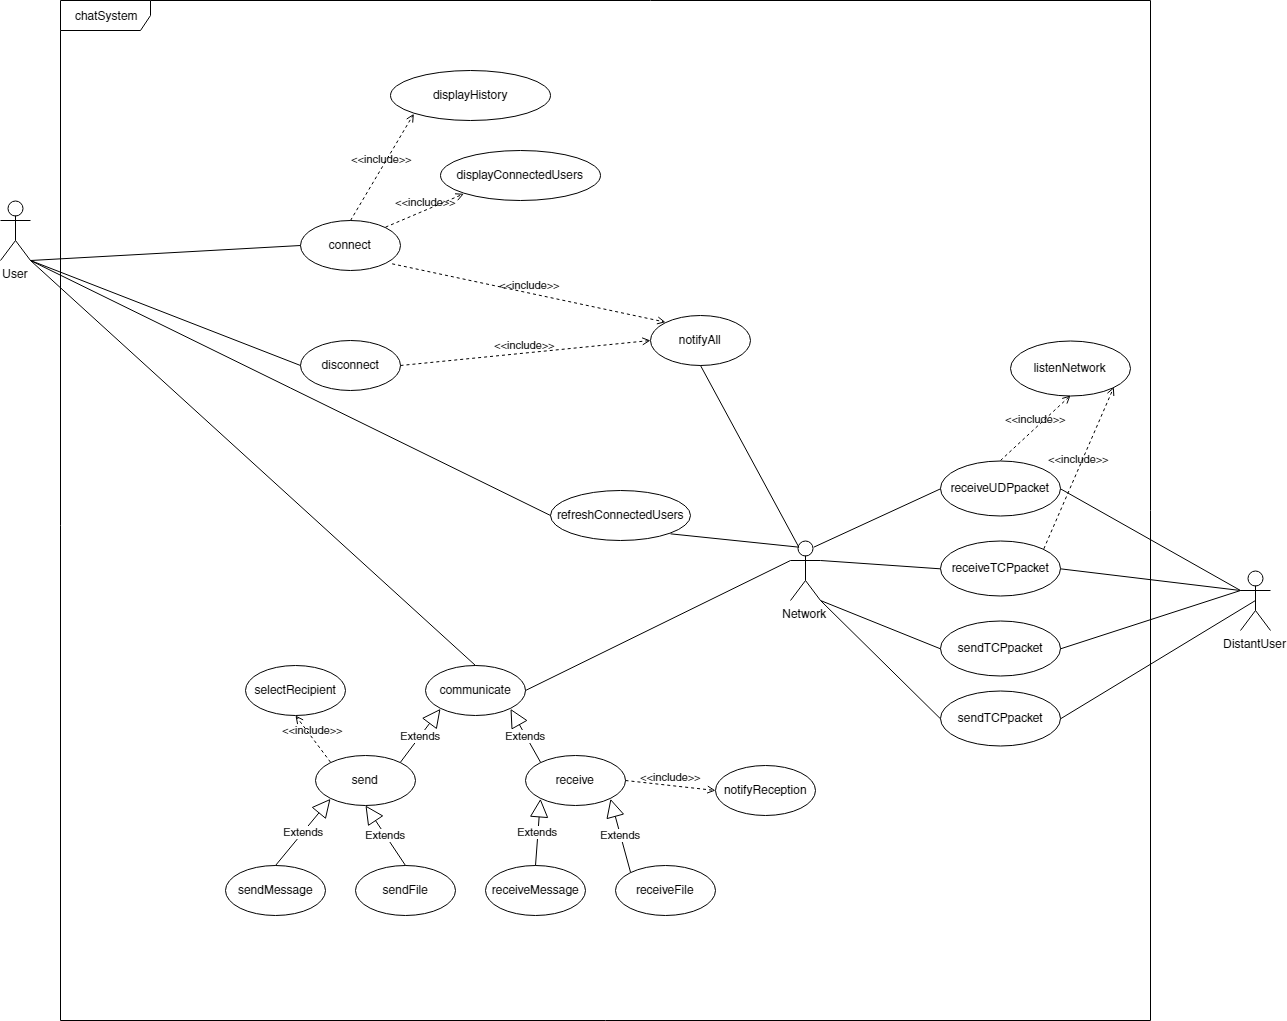 chatSystem
displayHistory
<<include>>
displayConnectedUsers
<<include>>
connect
User
<<include>>
notifyAll
<<include>>
disconnect
listenNetwork
<<include>>
<<include>>
receiveUDPpacket
refreshConnectedUsers
receiveTCPpacket
Network
DistantUser
sendTCPpacket
selectRecipient
communicate
sendTCPpacket
<<include>>
Extends
Extends
send
receive
<<include>>
notifyReception
Extends
Extends
Extends
Extends
sendMessage
sendFile
receiveMessage
receiveFile